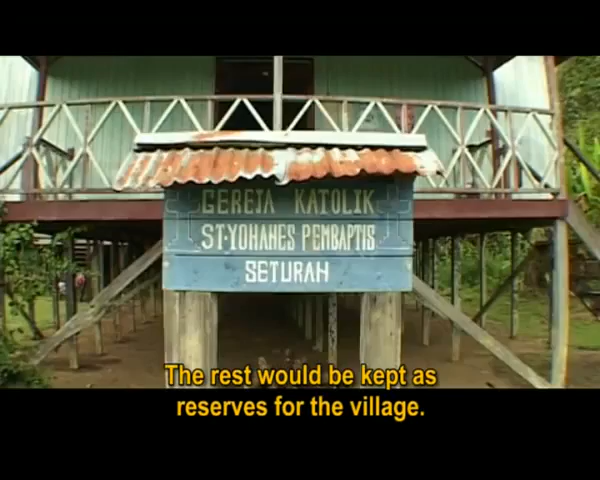 GEREJA KATOLIK
ST·YOHANES PEMBAPTIS
SETURAH
The rest would be kept as
reserves for the village.